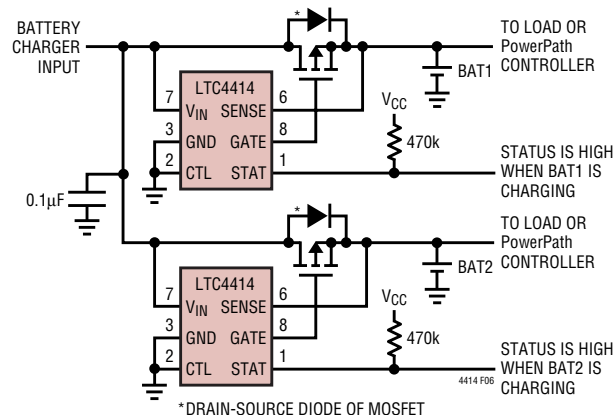 BATTERY
CHARGER
INPUT
*
TO LOAD OR
PowerPath
CONTROLLER
BAT1
LTC4414
7
VIN
SENSE
6
3
GND
GATE
8
2
CTL
STAT
1
VCC
470k
STATUS IS HIGH
WHEN BAT1 IS
CHARGING
0.1µF
*
TO LOAD OR
PowerPath
CONTROLLER
BAT2
LTC4414
7
VIN
SENSE
6
3
GND
GATE
8
2
CTL
STAT
1
VCC
470k
STATUS IS HIGH
WHEN BAT2 IS
CHARGING
4414 F06
*DRAIN-SOURCE DIODE OF MOSFET